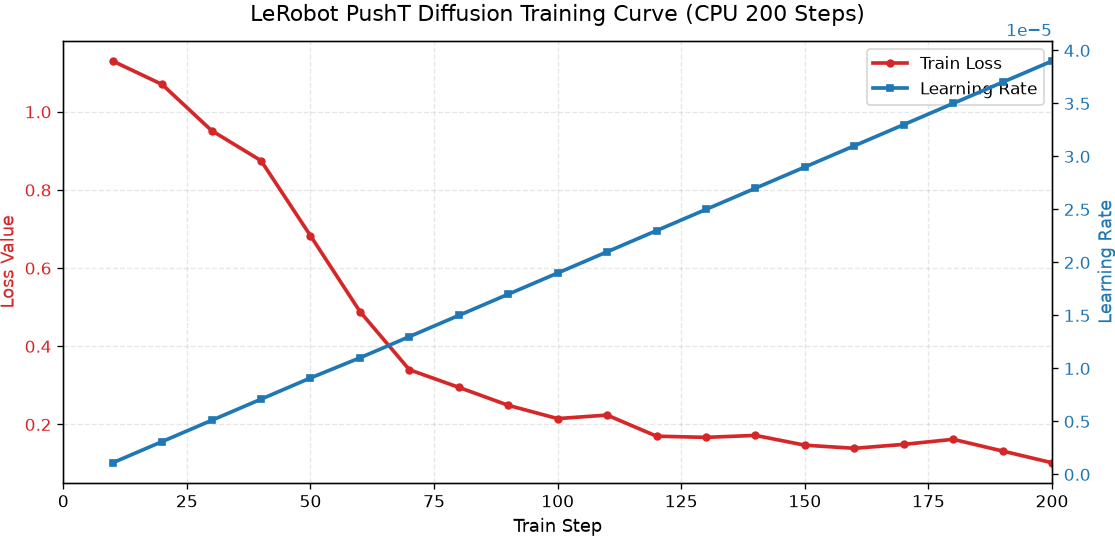 LeRobot PushT Diffusion Training Curve (CPU 200 Steps)
1e−5
Train Loss
Learning Rate
Loss Value
1.0
0.8
0.6
0.4
0.2
4.0
3.5
3.0
2.5
2.0
1.5
1.0
0.5
0.0
Learning Rate
0 25 50 75 100 125 150 175 200
Train Step